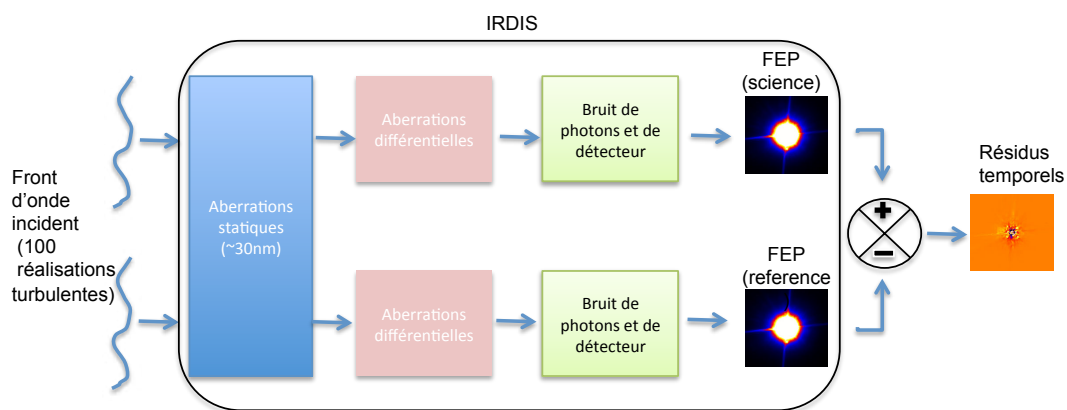 IRDIS
Front
d'onde
incident
(100
réalisations
turbulentes)
Aberrations
statiques
(~30nm)
Aberrations
différentielles
Bruit de
photons et de
détecteur
FEP
(science)
Aberrations
différentielles
Bruit de
photons et de
détecteur
FEP
(reference
+
−
Résidus
temporels